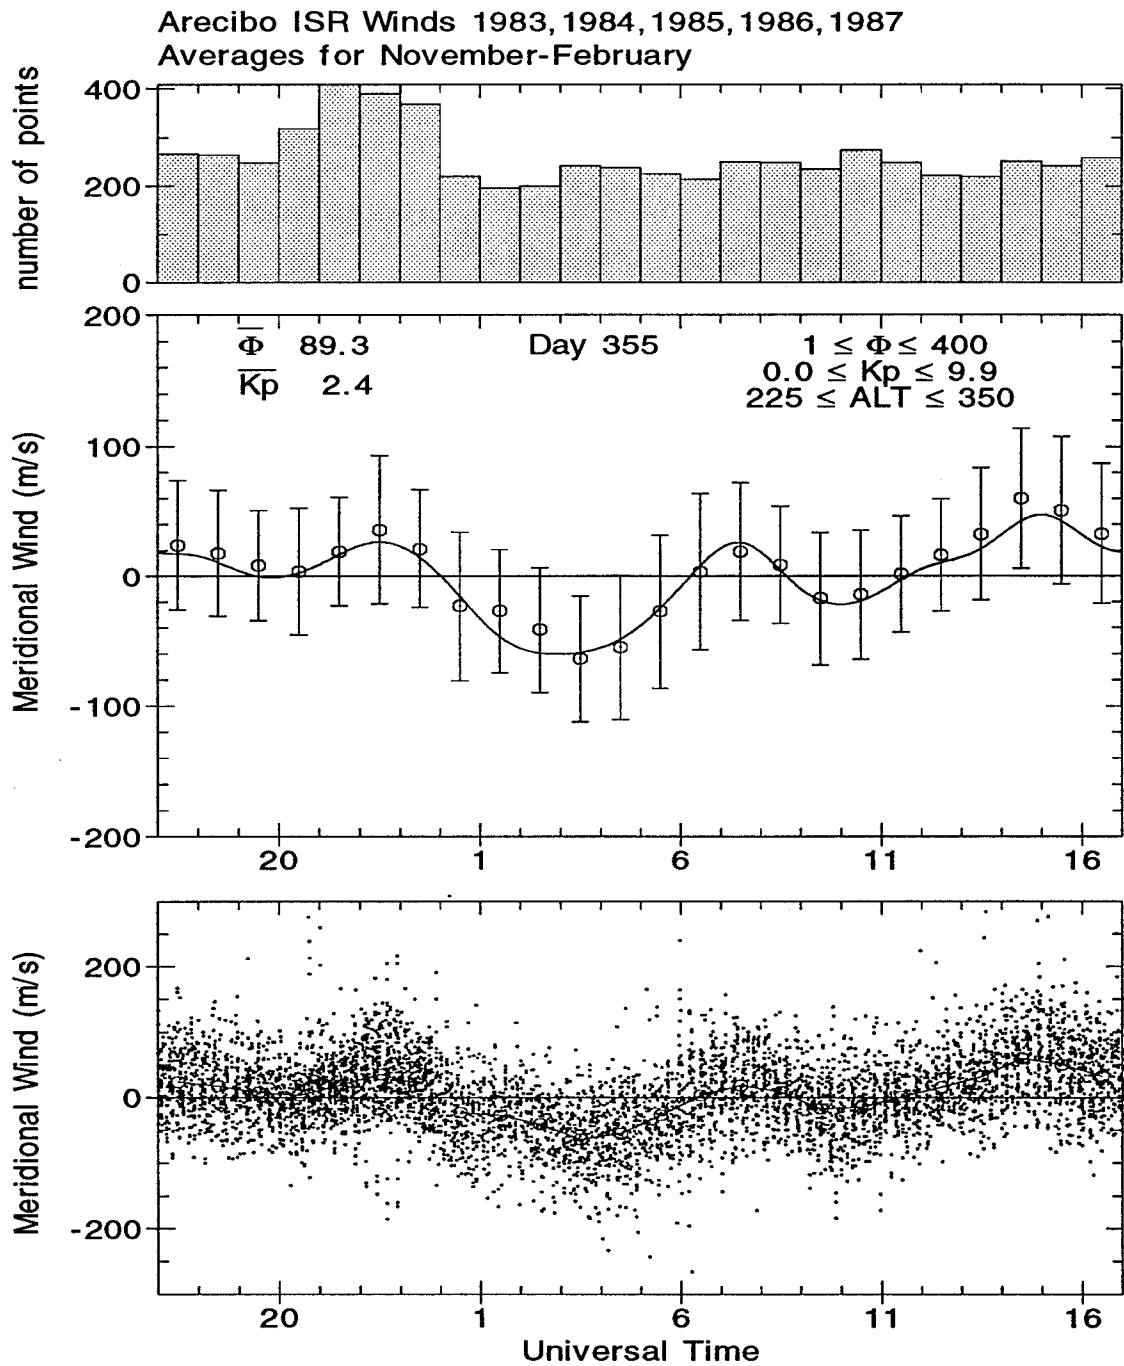 Arecibo ISR Winds 1983,1984,1985,1986,1987
Averages for November-February
number of points
400
200
0
Meridional Wind (m/s)
200
100
0
-100
-200
Φ 89.3
Kp 2.4
Day 355
1 ≤ Φ ≤ 400
0.0 ≤ Kp ≤ 9.9
225 ≤ ALT ≤ 350
20 1 6 11 16
Meridional Wind (m/s)
200
0
-200
20 1 6 11 16
Universal Time